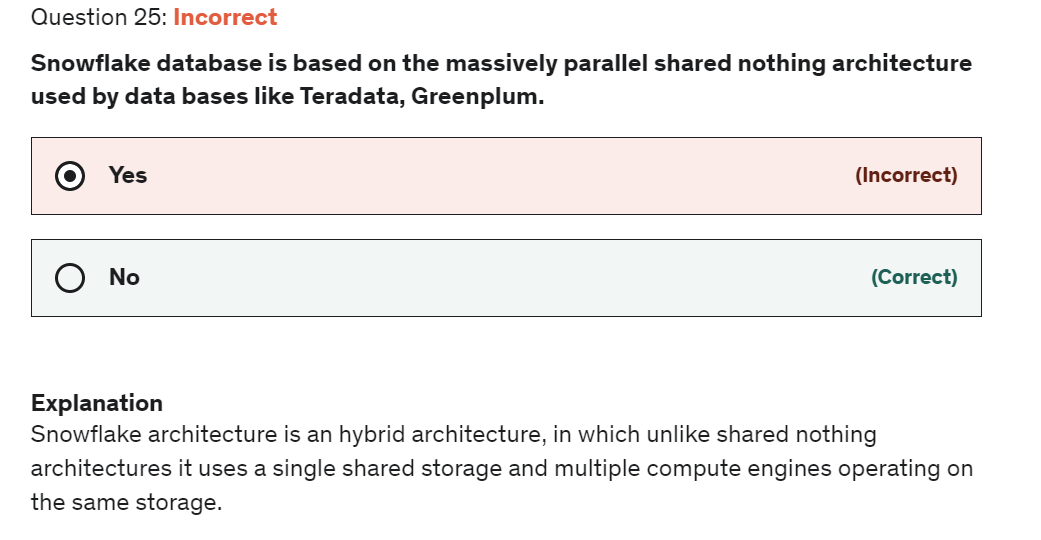 Question 25: Incorrect
Snowflake database is based on the massively parallel shared nothing architecture
used by data bases like Teradata, Greenplum.
Yes (Incorrect)
No (Correct)
Explanation
Snowflake architecture is an hybrid architecture, in which unlike shared nothing
architectures it uses a single shared storage and multiple compute engines operating on
the same storage.